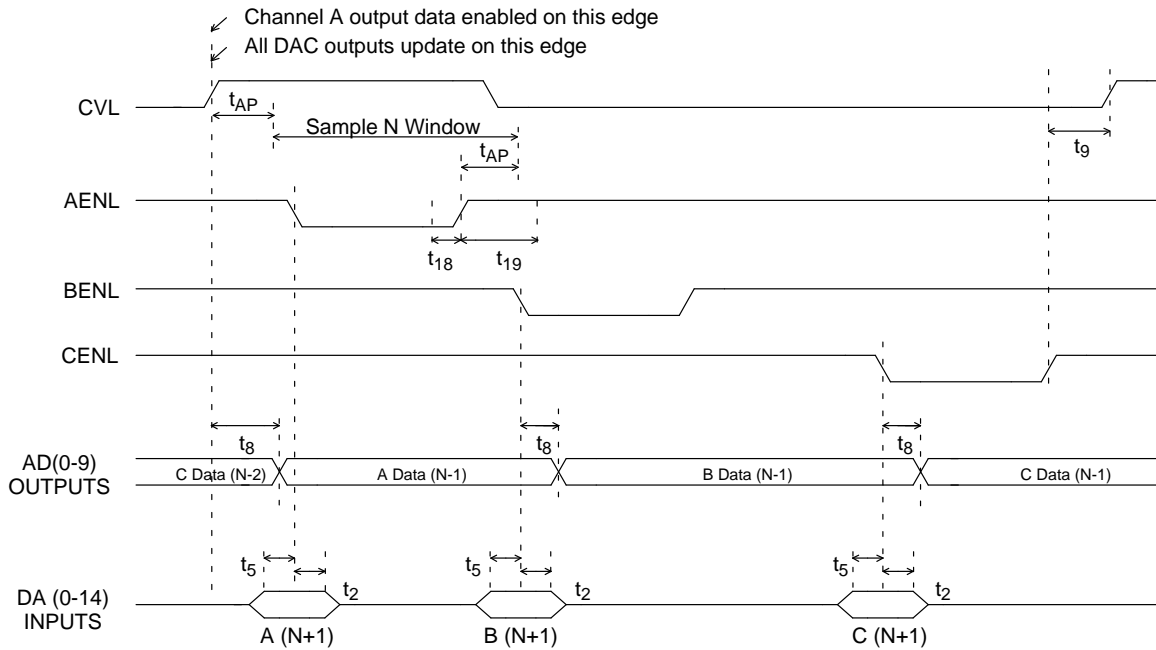 Channel A output data enabled on this edge
All DAC outputs update on this edge
CVL
tAP
Sample N Window
tAP
t9
AENL
t18
t19
BENL
CENL
t8
t8
t8
AD(0-9)
OUTPUTS
C Data (N-2)
A Data (N-1)
B Data (N-1)
C Data (N-1)
t5
t2
t5
t2
t5
t2
DA (0-14)
INPUTS
A (N+1)
B (N+1)
C (N+1)